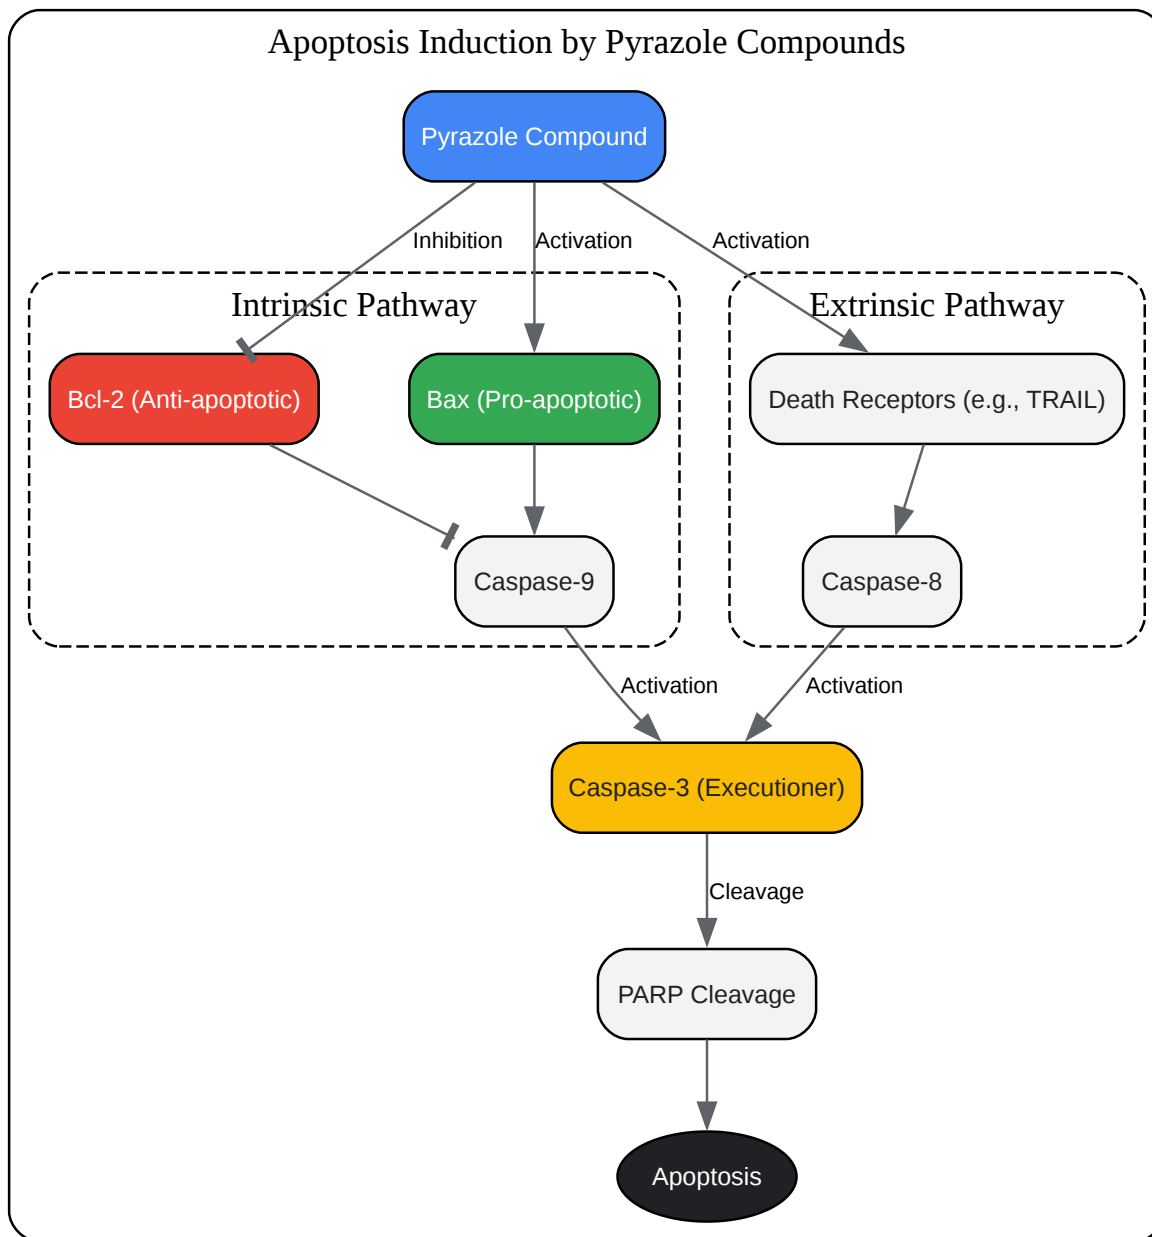 Apoptosis Induction by Pyrazole Compounds
Pyrazole Compound
Inhibition
Activation
Activation
Intrinsic Pathway
Extrinsic Pathway
Bcl-2 (Anti-apoptotic)
Bax (Pro-apoptotic)
Death Receptors (e.g., TRAIL)
Caspase-9
Caspase-8
Activation
Activation
Caspase-3 (Executioner)
Cleavage
PARP Cleavage
Apoptosis